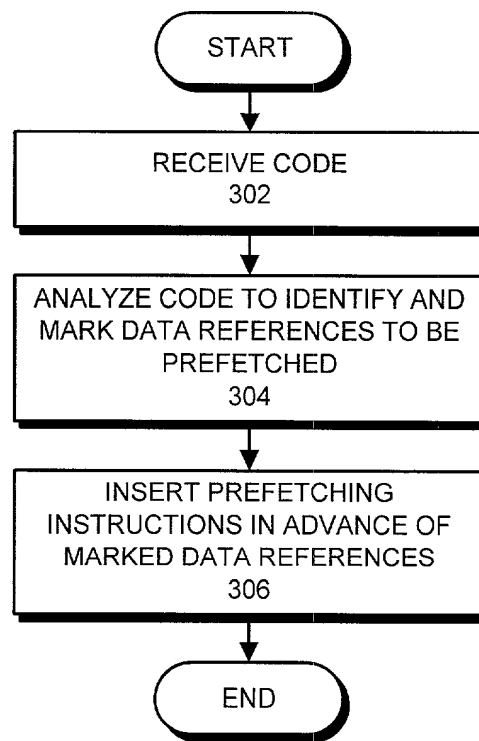 START
RECEIVE CODE
302
ANALYZE CODE TO IDENTIFY AND
MARK DATA REFERENCES TO BE
PREFETCHED
304
INSERT PREFETCHING
INSTRUCTIONS IN ADVANCE OF
MARKED DATA REFERENCES
306
END